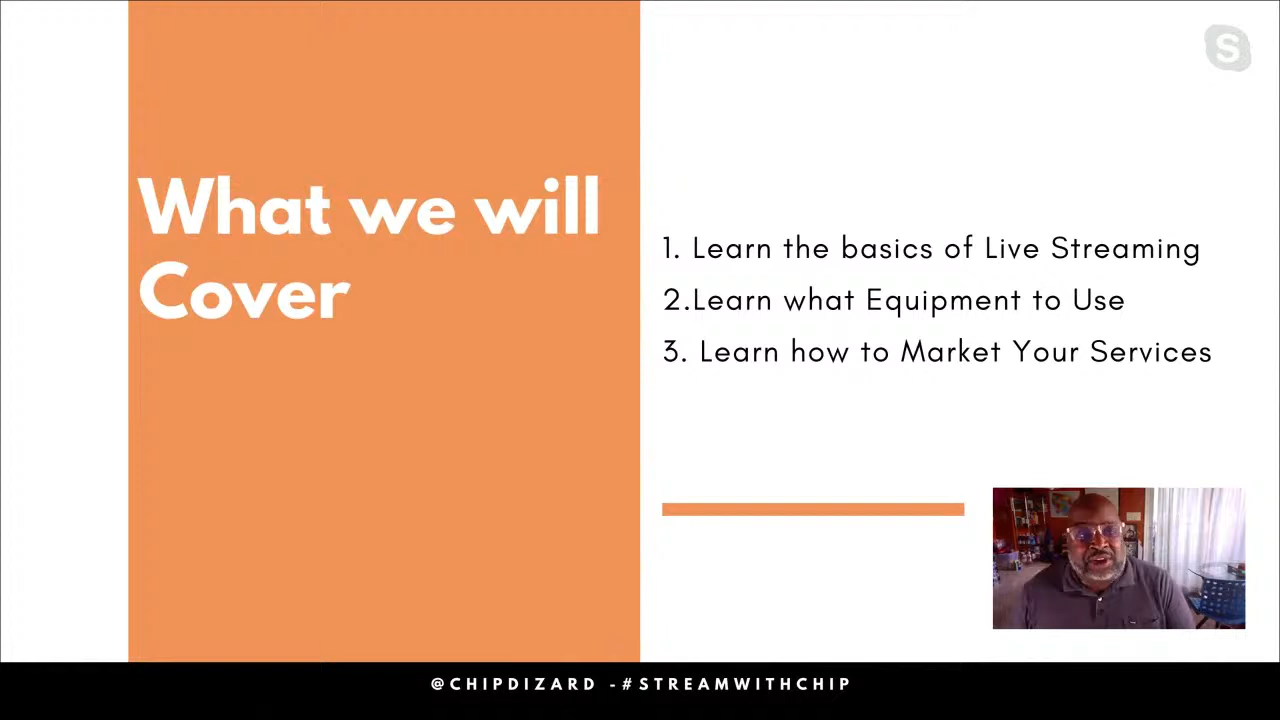 What we will
Cover
S
1. Learn the basics of Live Streaming
2.Learn what Equipment to Use
3. Learn how to Market Your Services
@CHIPDIZARD -#STREAMWITHCHIP